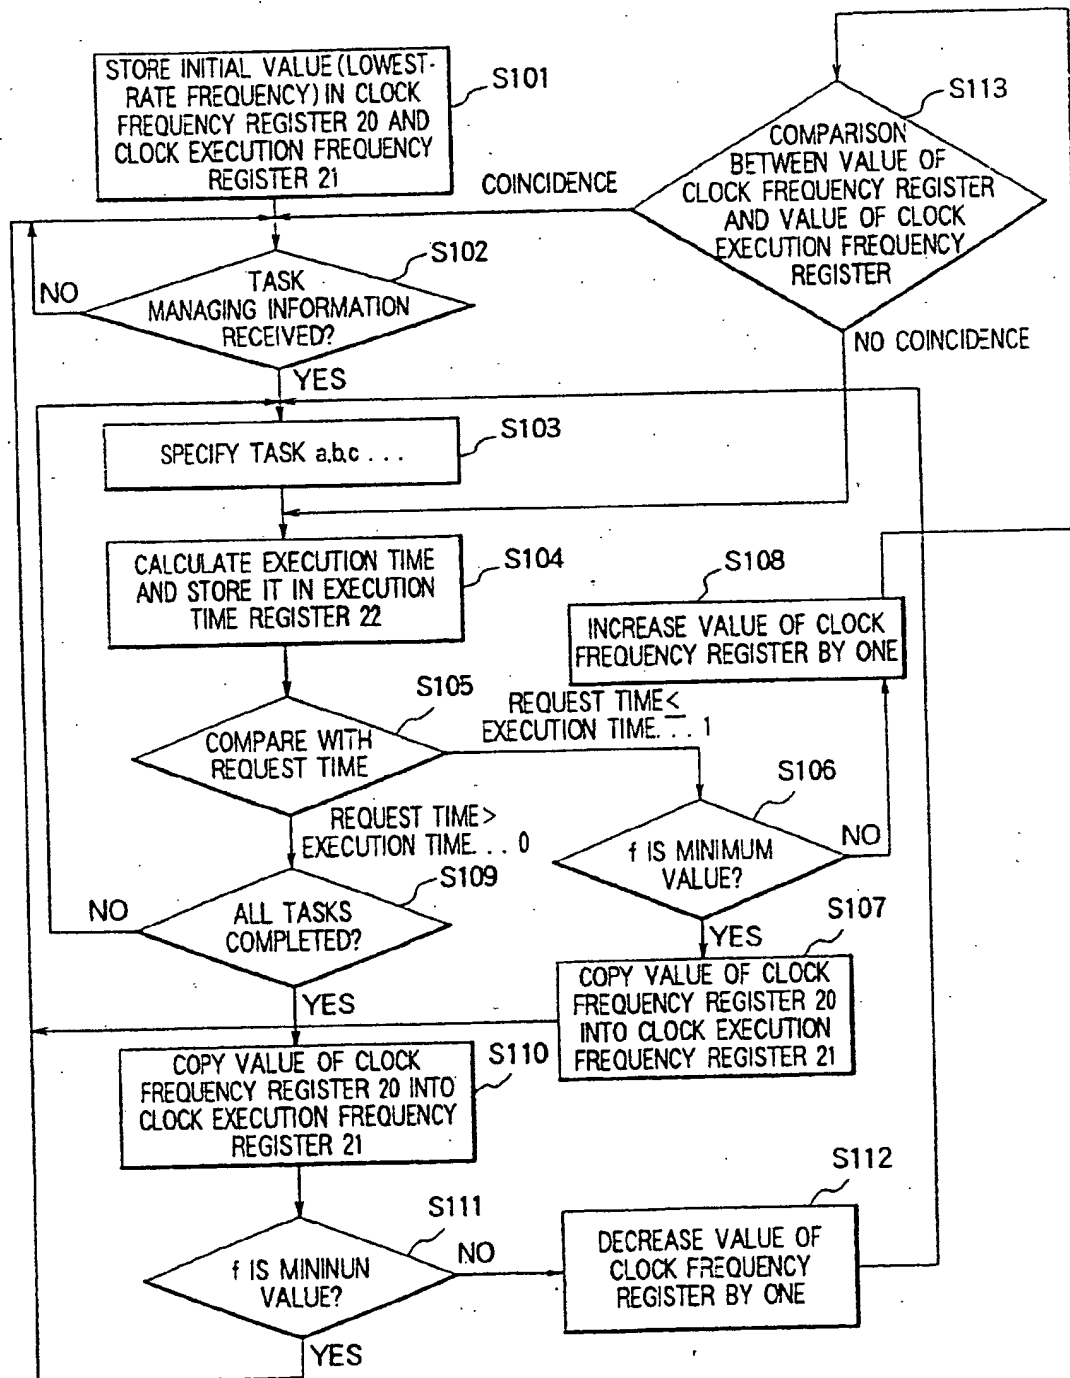 STORE INITIAL VALUE (LOWEST-
RATE FREQUENCY) IN CLOCK
FREQUENCY REGISTER 20 AND
CLOCK EXECUTION FREQUENCY
REGISTER 21
S101
S113
COMPARISON
BETWEEN VALUE OF
CLOCK FREQUENCY REGISTER
AND VALUE OF CLOCK
EXECUTION FREQUENCY
REGISTER
COINCIDENCE
NO COINCIDENCE
S102
TASK
MANAGING INFORMATION
RECEIVED?
NO
YES
S103
SPECIFY TASK a,b,c . . .
S104
CALCULATE EXECUTION TIME
AND STORE IT IN EXECUTION
TIME REGISTER 22
S108
INCREASE VALUE OF CLOCK
FREQUENCY REGISTER BY ONE
S105
COMPARE WITH
REQUEST TIME
REQUEST TIME≤
EXECUTION TIME. . . 1
REQUEST TIME>
EXECUTION TIME. . . 0
S106
f IS MINIMUM
VALUE?
NO
YES
S109
ALL TASKS
COMPLETED?
NO
YES
S107
COPY VALUE OF CLOCK
FREQUENCY REGISTER 20
INTO CLOCK EXECUTION
FREQUENCY REGISTER 21
S110
COPY VALUE OF CLOCK
FREQUENCY REGISTER 20 INTO
CLOCK EXECUTION FREQUENCY
REGISTER 21
S111
f IS MININUN
VALUE?
NO
YES
S112
DECREASE VALUE OF
CLOCK FREQUENCY
REGISTER BY ONE